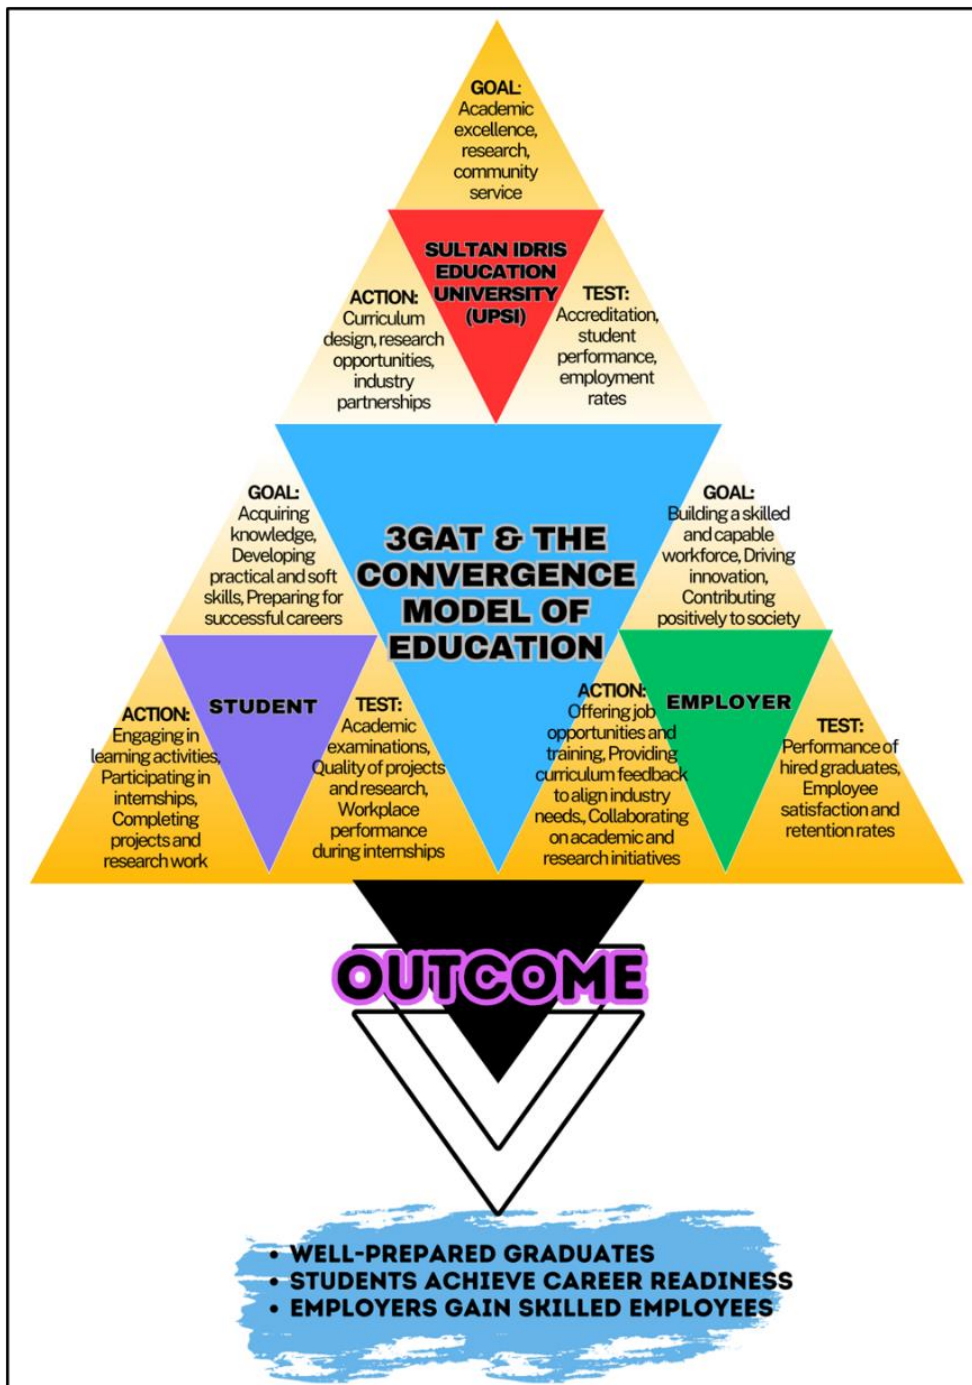 GOAL:
Academic
excellence,
research,
community
service
SULTAN IDRIS
EDUCATION
UNIVERSITY
(UPSI)
ACTION:
Curriculum
design, research
opportunities,
industry
partnerships
TEST:
Accreditation,
student
performance,
employment
rates
3GAT & THE
CONVERGENCE
MODEL OF
EDUCATION
GOAL:
Acquiring
knowledge,
Developing
practical and soft
skills, Preparing for
successful careers
STUDENT
ACTION:
Engaging in
learning activities,
Participating in
internships,
Completing
projects and
research work
TEST:
Academic
examinations,
Quality of projects
and research,
Workplace
performance
during internships
GOAL:
Building a skilled
and capable
workforce, Driving
innovation,
Contributing
positively to society
EMPLOYER
ACTION:
Offering job
opportunities and
training, Providing
curriculum feedback
to align industry
needs., Collaborating
on academic and
research initiatives
TEST:
Performance of
hired graduates,
Employee
satisfaction and
retention rates
OUTCOME
• WELL-PREPARED GRADUATES
• STUDENTS ACHIEVE CAREER READINESS
• EMPLOYERS GAIN SKILLED EMPLOYEES